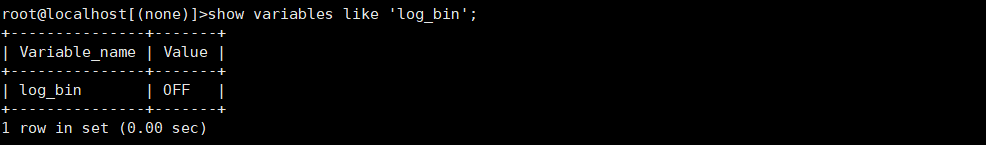 root@localhost[(none)]>show variables like 'log_bin';
+---------------+-------+
| Variable_name | Value |
+---------------+-------+
| log_bin       | OFF   |
+---------------+-------+
1 row in set (0.00 sec)